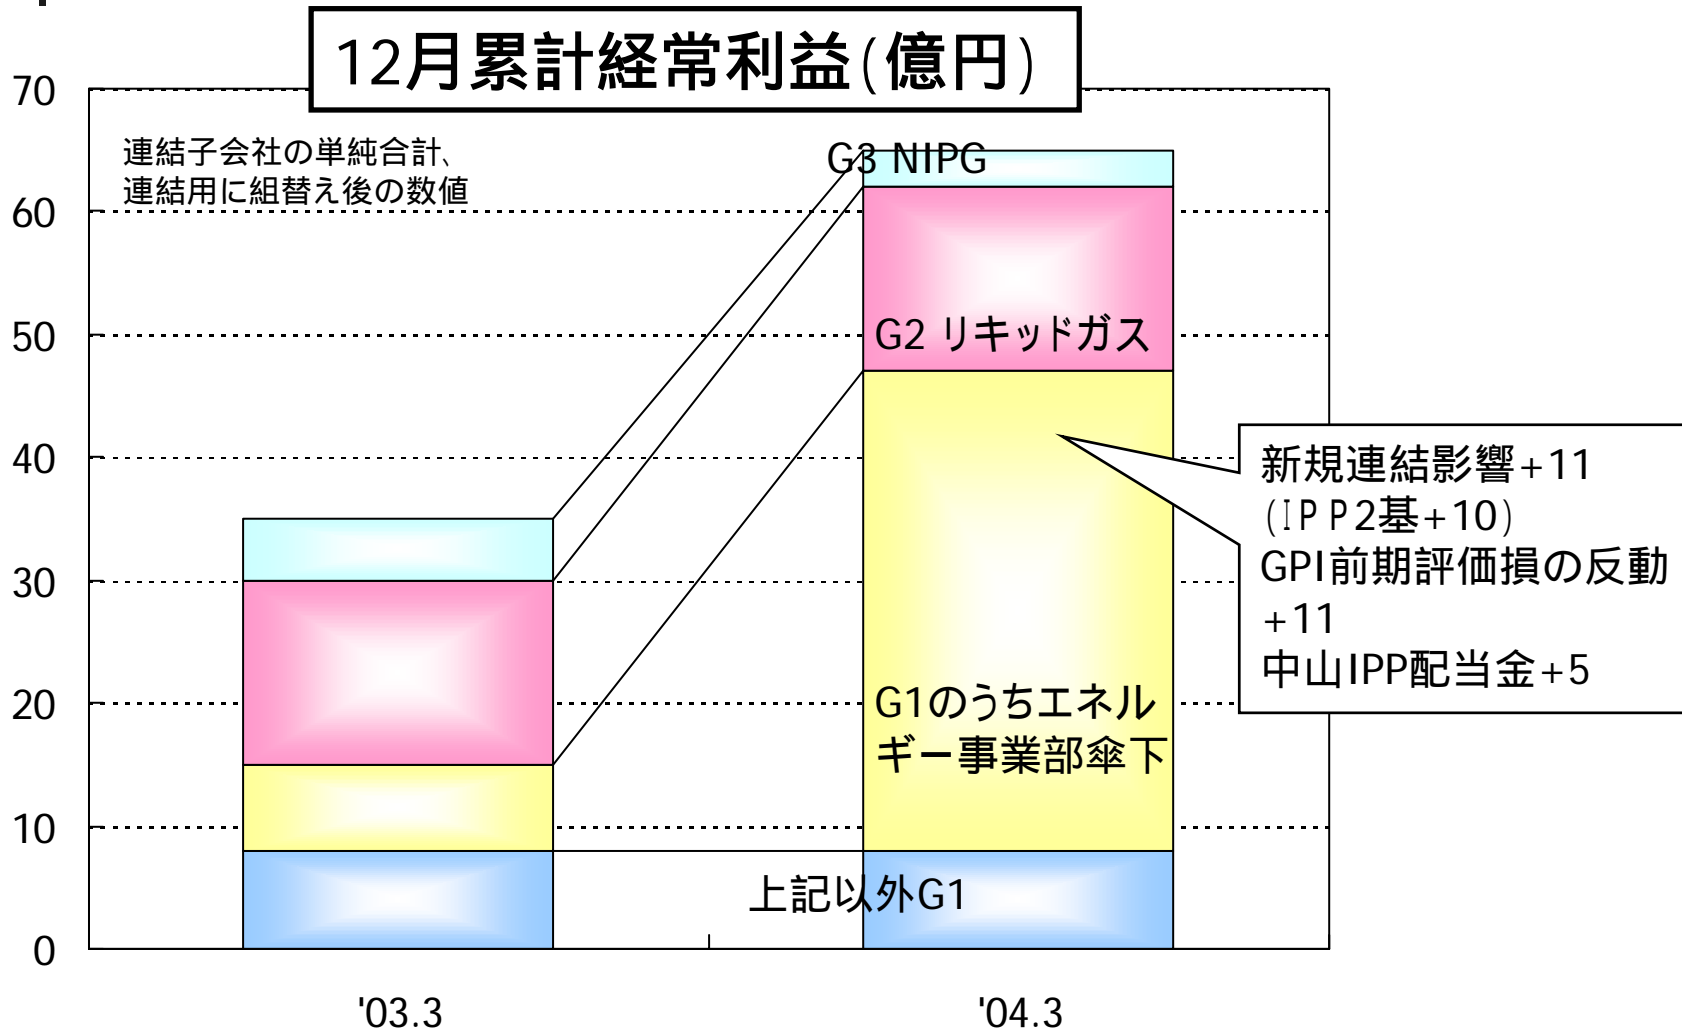 12月累計経常利益(億円)
70
60
50
40
30
20
10
0
連結子会社の単純合計、
連結用に組替え後の数値
G3 NIPG
G2 リキッドガス
G1のうちエネル
ギー事業部傘下
上記以外G1
新規連結影響+11
(IPP2基+10)
GPI前期評価損の反動
+11
中山IPP配当金+5
'03.3
'04.3